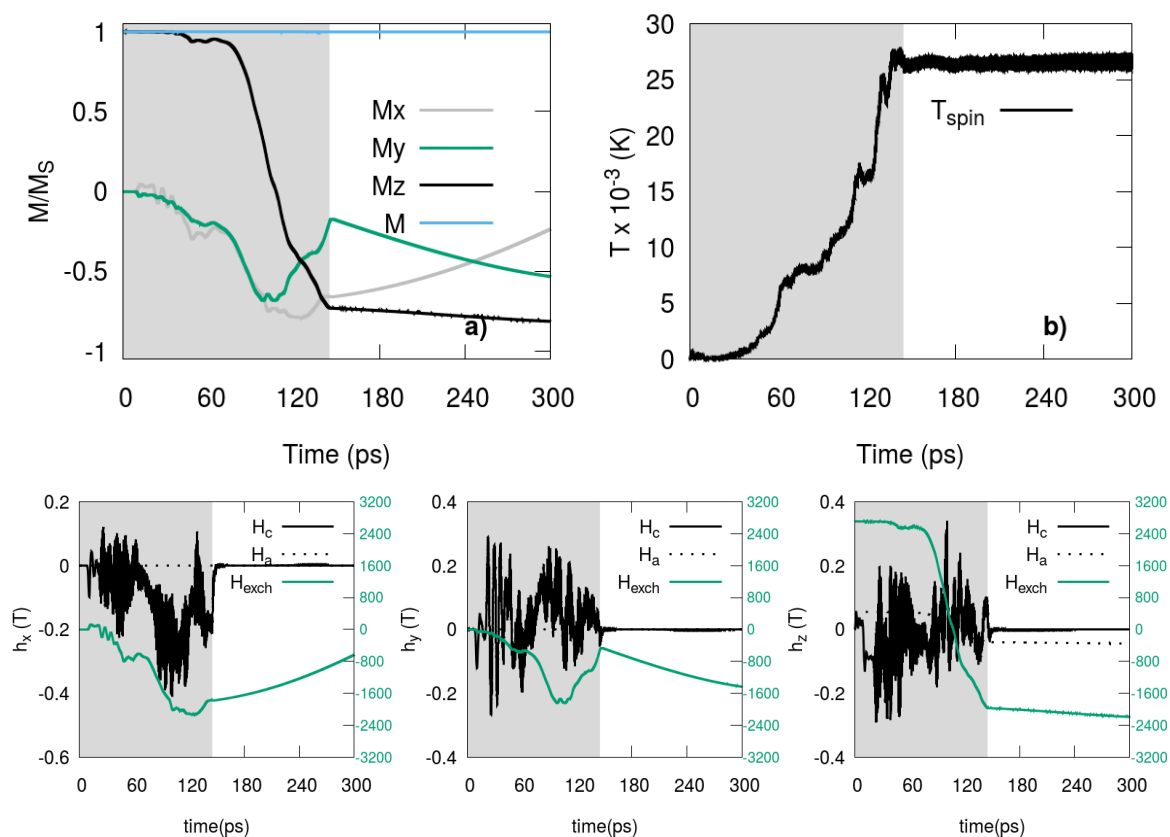 M/MS
1
0.5
0
-0.5
-1
Mx
My
Mz
M
a)
0 60 120 180 240 300
Time (ps)
T x 10-3 (K)
30
25
20
15
10
5
0
Tspin
b)
0 60 120 180 240 300
Time (ps)
hx (T)
0.2
0
-0.2
-0.4
-0.6
Hc
Ha
Hexch
3200
2400
1600
800
0
-800
-1600
-2400
-3200
0 60 120 180 240 300
time(ps)
hy (T)
0.4
0.2
0
0.2
0.4
Hc
Ha
Hexch
3200
2400
1600
800
0
-800
-1600
-2400
-3200
0 60 120 180 240 300
time(ps)
hz (T)
0.4
0.2
0
-0.2
-0.4
Hc
Ha
Hexch
3200
2400
1600
800
0
-800
-1600
-2400
-3200
0 60 120 180 240 300
time(ps)